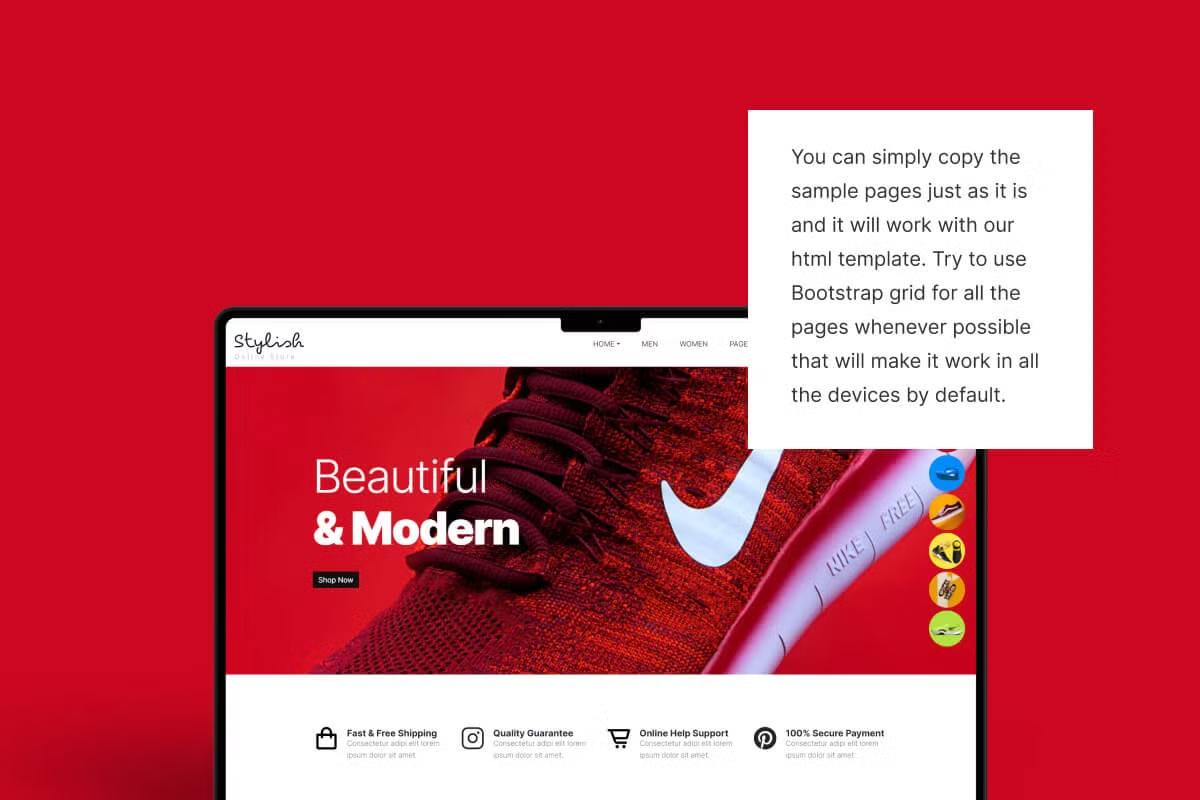 You can simply copy the
sample pages just as it is
and it will work with our
html template. Try to use
Bootstrap grid for all the
pages whenever possible
that will make it work in all
the devices by default.
Stylish
Online Store
HOME MEN WOMEN PAGE
Beautiful
& Modern
Shop Now
NIKE FREE
Fast & Free Shipping
Consectetur adipi elit lorem
ipsum dolor sit amet.
Quality Guarantee
Consectetur adipi elit lorem
ipsum dolor sit amet.
Online Help Support
Consectetur adipi elit lorem
ipsum dolor sit amet.
100% Secure Payment
Consectetur adipi elit lorem
ipsum dolor sit amet.